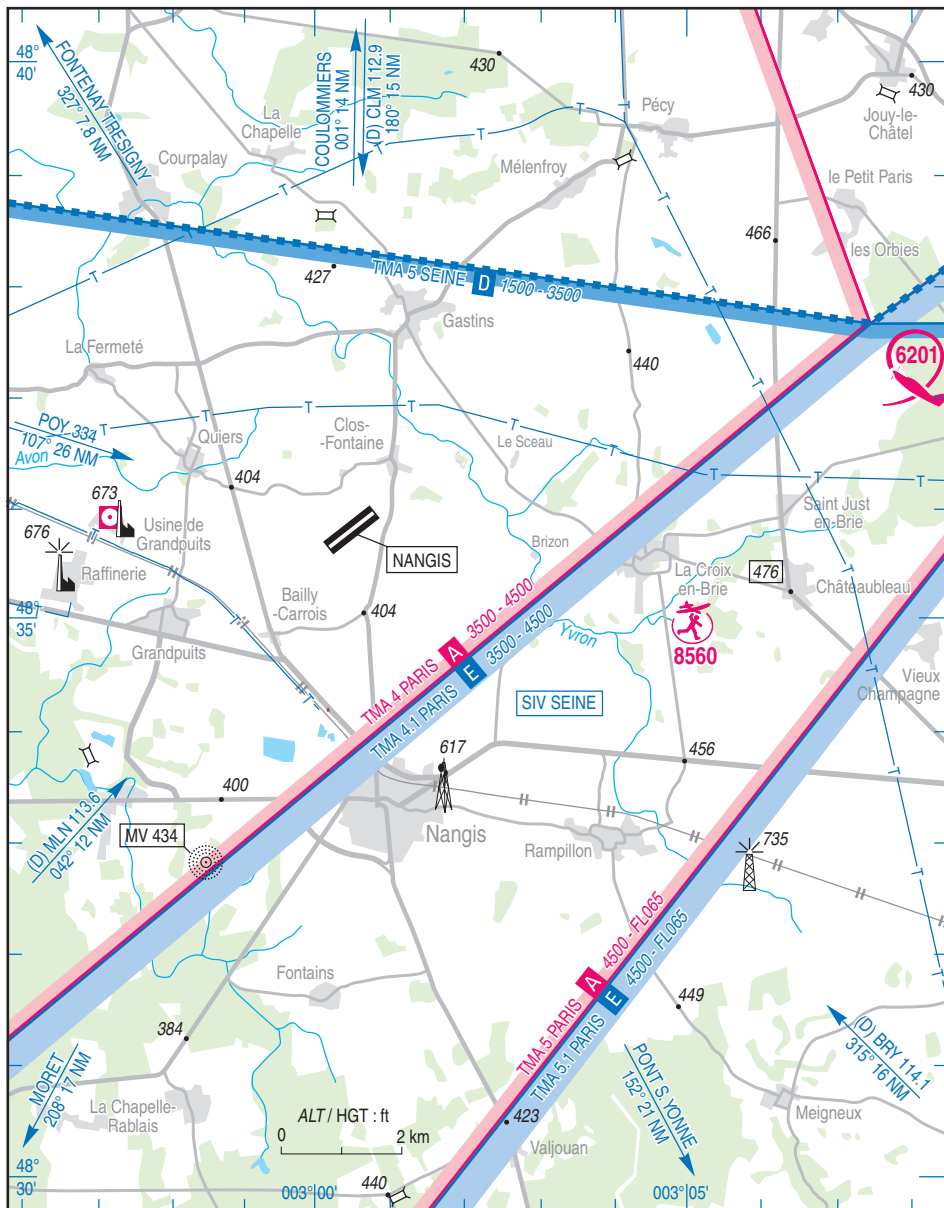 48°
40'
FONTENAY TRESIGNY
327° 7.8 NM
COULOMMIERS
001° 14 NM
(D) CLM 112.9
180° 15 NM
430
430
Jouy-le-
Châtel
La
Chapelle
Pécy
Courpalay
Mélenfroy
le Petit Paris
466
les Orbies
427
TMA 5 SEINE D 1500 - 3500
Gastins
La Fermeté
440
6201
POY 334
107° 26 NM
Avon
Quiers
Clos-
-Fontaine
Le Sceau
404
673
Usine de
Grandpuits
676
Raffinerie
Saint Just
en-Brie
Brizon
NANGIS
La Croix
en-Brie
476
Châteaubleau
48°
35'
Bailly
-Carrois
404
Grandpuits
Yvron
8560
Vieux
Champagne
TMA 4 PARIS A 3500 - 4500
TMA 4.1 PARIS E 3500 - 4500
SIV SEINE
617
456
400
(D) MLN 113.6
042° 12 NM
MV 434
Nangis
Rampillon
735
TMA 5 PARIS A 4500 - FL065
TMA 5.1 PARIS E 4500 - FL065
Fontains
449
384
(D) BRY 114.1
315° 16 NM
MORET
208° 17 NM
La Chapelle-
Rablais
PONT S. YONNE
152° 21 NM
Meigneux
ALT / HGT : ft
0 2 km
423
Valjouan
48°
30'
440
003° 00'
003° 05'